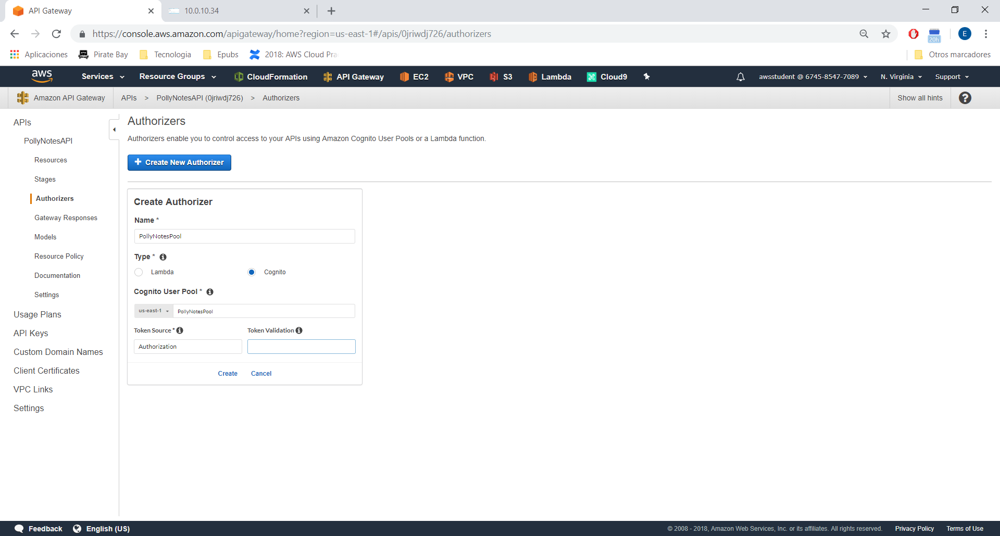 API Gateway
10.0.10.34
https://console.aws.amazon.com/apigateway/home?region=us-east-1#/apis/0jriwdj726/authorizers
E
20h
Aplicaciones
Pirate Bay
Tecnologia
Epubs
2018: AWS Cloud Pra
Otros marcadores
aws
Services
Resource Groups
CloudFormation
API Gateway
EC2
VPC
S3
Lambda
Cloud9
awsstudent @ 6745-8547-7089
N. Virginia
Support
Amazon API Gateway
APIs > PollyNotesAPI (0jriwdj726) > Authorizers
Show all hints
?
APIs
PollyNotesAPI
Resources
Stages
Authorizers
Gateway Responses
Models
Resource Policy
Documentation
Settings
Usage Plans
API Keys
Custom Domain Names
Client Certificates
VPC Links
Settings
Authorizers
Authorizers enable you to control access to your APIs using Amazon Cognito User Pools or a Lambda function.
+ Create New Authorizer
Create Authorizer
Name *
PollyNotesPool
Type *
Lambda
Cognito
Cognito User Pool *
us-east-1
PollyNotesPool
Token Source *
Token Validation
Authorization
Create
Cancel
Feedback
English (US)
© 2008 - 2018, Amazon Web Services, Inc. or its affiliates. All rights reserved.
Privacy Policy
Terms of Use